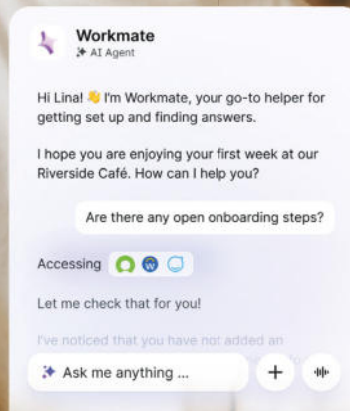 Workmate
AI Agent
Hi Lina! 👋 I'm Workmate, your go-to helper for
getting set up and finding answers.
I hope you are enjoying your first week at our
Riverside Café. How can I help you?
Are there any open onboarding steps?
Accessing
Let me check that for you!
I've noticed that you have not added an
Ask me anything ...